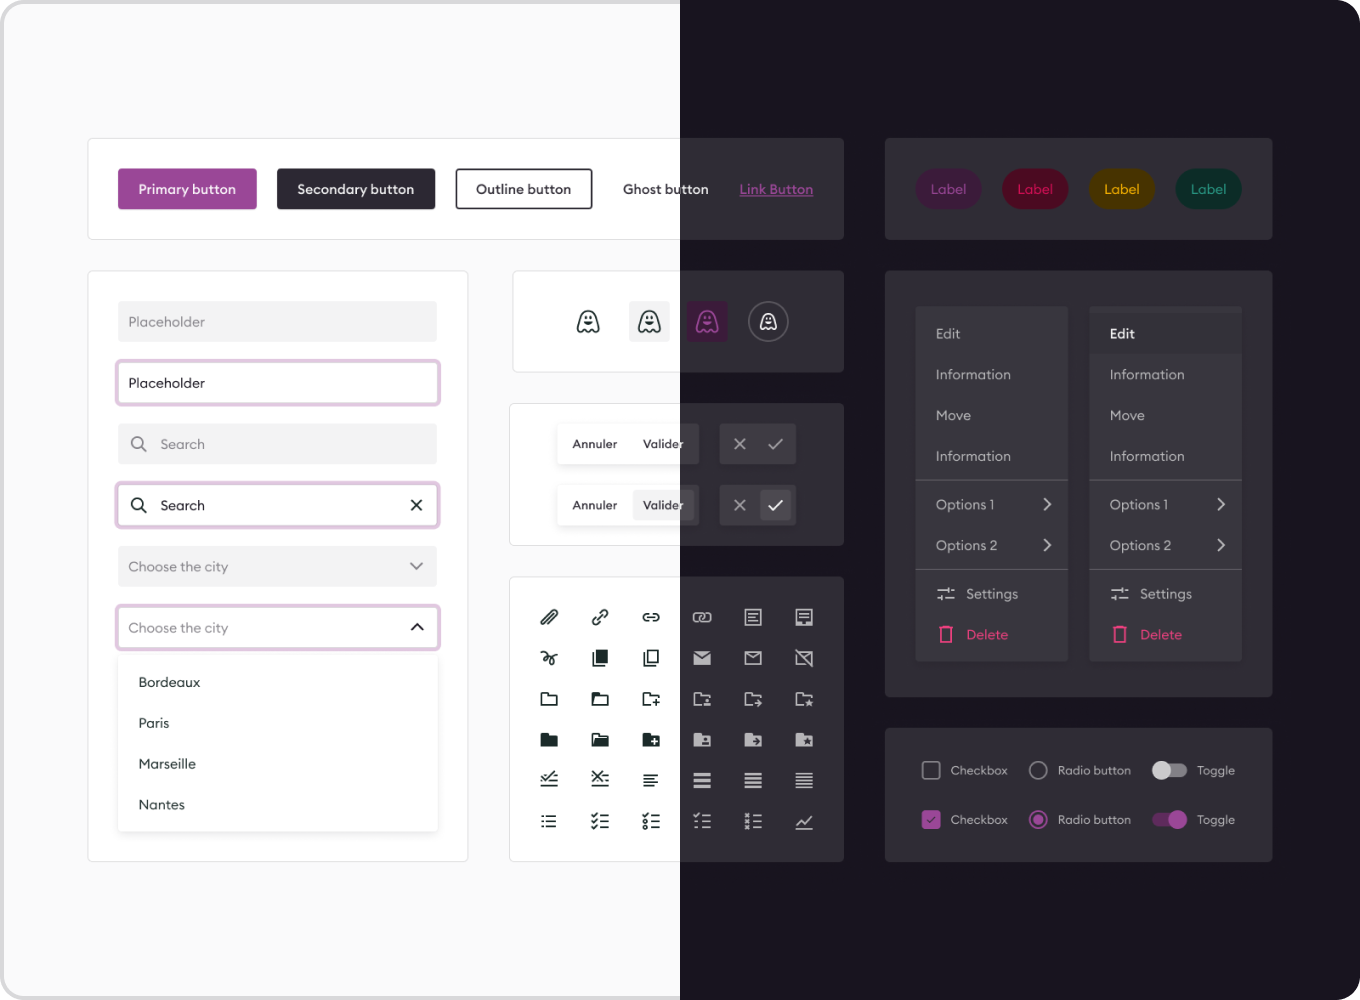 Primary button
Secondary button
Outline button
Ghost button
Link Button
Label
Label
Label
Label
Placeholder
Placeholder
Search
Search
Choose the city
Choose the city
Bordeaux
Paris
Marseille
Nantes
Annuler
Valider
Annuler
Valider
Edit
Information
Move
Information
Options 1
Options 2
Settings
Delete
Edit
Information
Move
Information
Options 1
Options 2
Settings
Delete
Checkbox
Radio button
Toggle
Checkbox
Radio button
Toggle